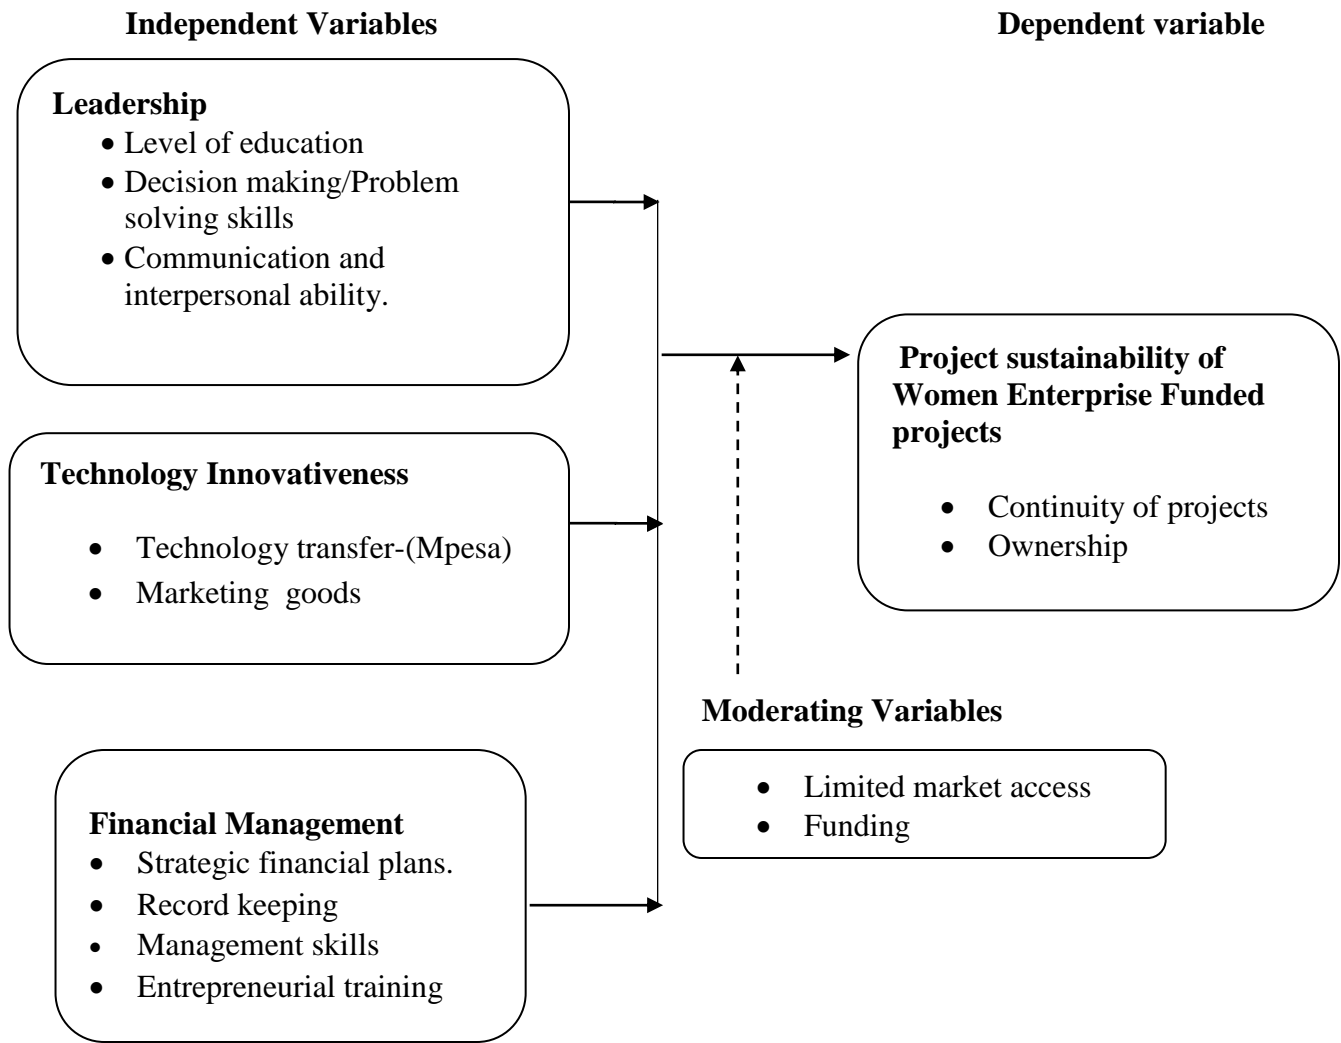 Independent Variables
Dependent variable
Leadership
• Level of education
• Decision making/Problem
solving skills
• Communication and
interpersonal ability.
Technology Innovativeness
• Technology transfer-(Mpesa)
• Marketing goods
Financial Management
• Strategic financial plans.
• Record keeping
• Management skills
• Entrepreneurial training
Project sustainability of
Women Enterprise Funded
projects
• Continuity of projects
• Ownership
Moderating Variables
• Limited market access
• Funding